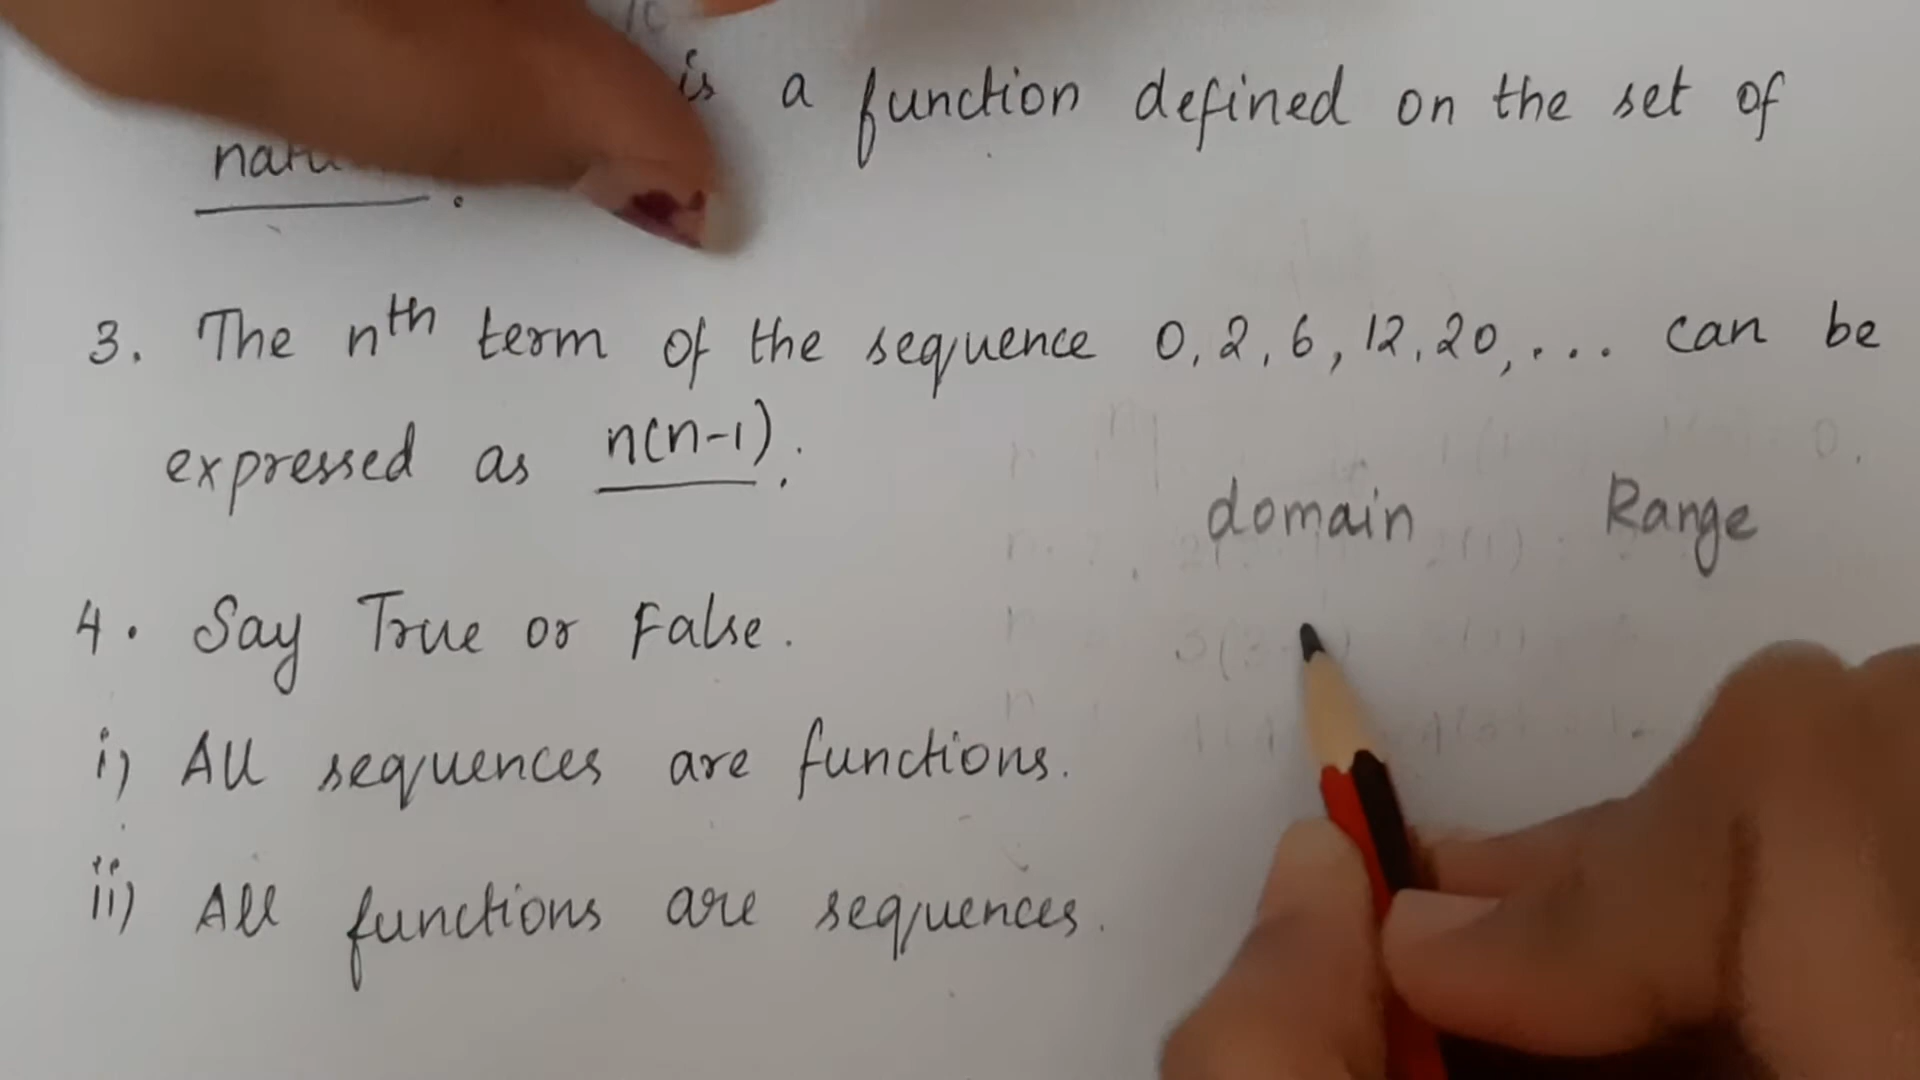 is a function defined on the set of
3. The nth term of the sequence 0, 2, 6, 12, 20, ... can be
expressed as n(n-1).
domain Range
4. Say True or False.
i) All sequences are functions.
ii) All functions are sequences.